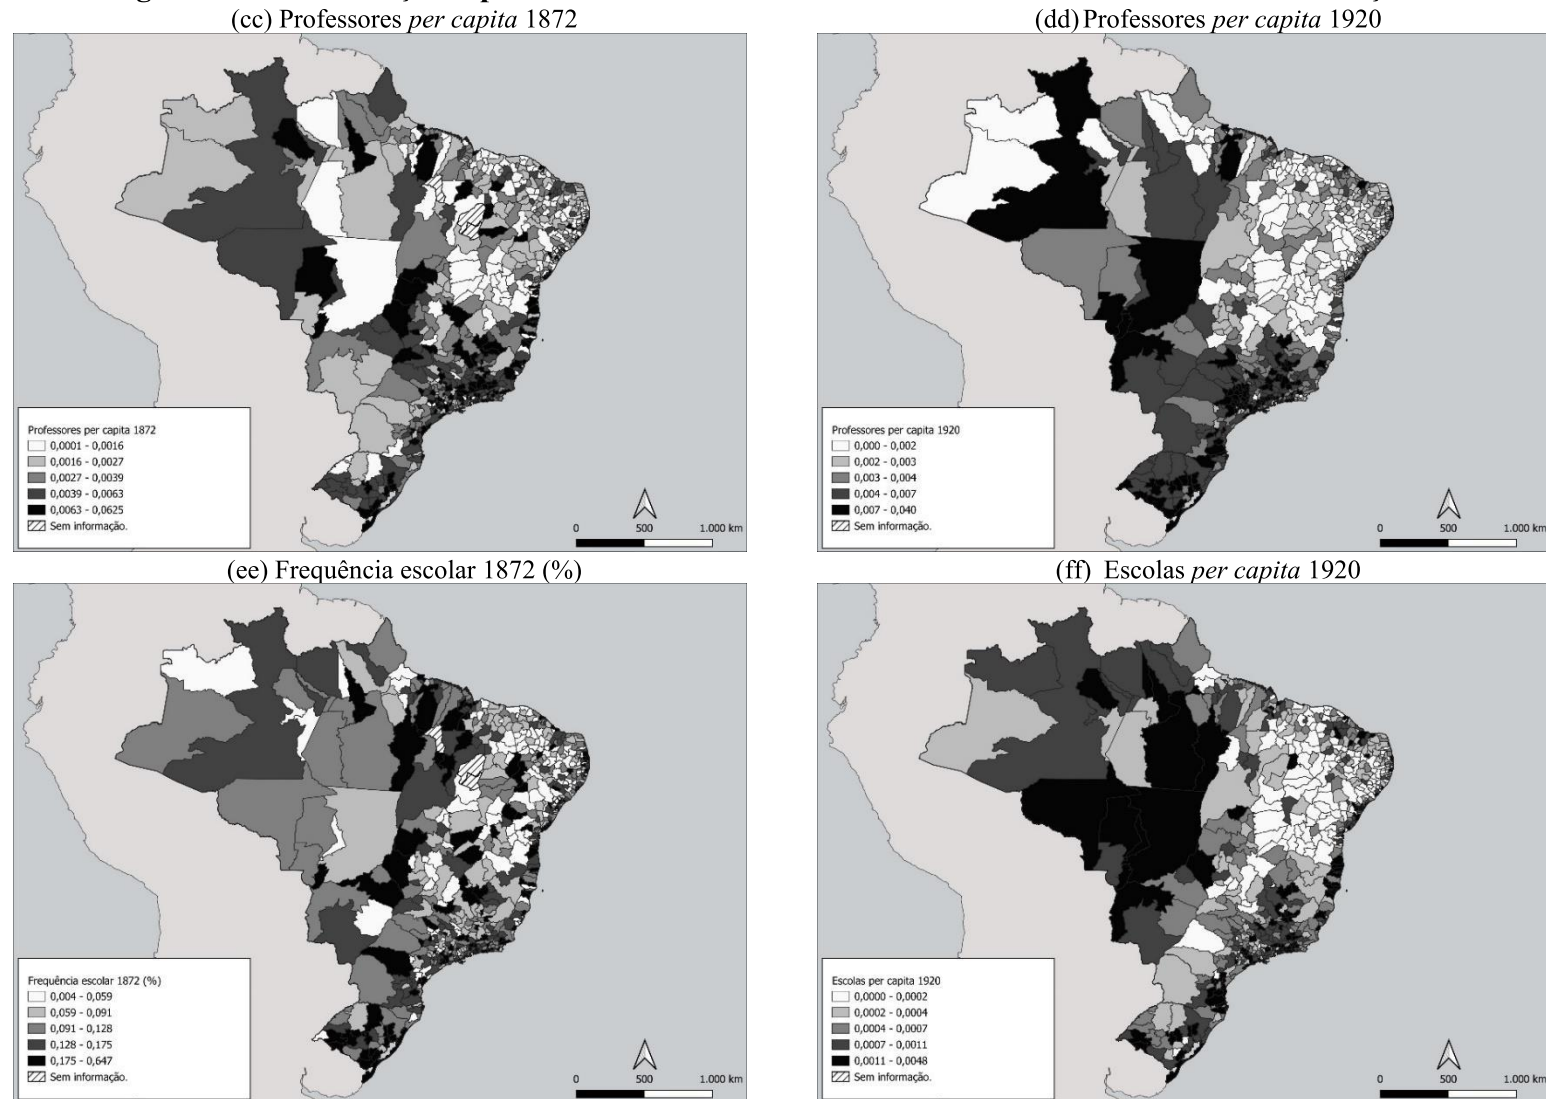 (cc) Professores per capita 1872
(dd) Professores per capita 1920
Professores per capita 1872
0,0001 - 0,0016
0,0016 - 0,0027
0,0027 - 0,0039
0,0039 - 0,0063
0,0063 - 0,0625
Sem informação.
0 500 1.000 km
Professores per capita 1920
0,000 - 0,002
0,002 - 0,003
0,003 - 0,004
0,004 - 0,007
0,007 - 0,040
Sem informação.
0 500 1.000 km
(ee) Frequência escolar 1872 (%)
(ff) Escolas per capita 1920
Frequência escolar 1872 (%)
0,004 - 0,059
0,059 - 0,091
0,091 - 0,128
0,128 - 0,175
0,175 - 0,647
Sem informação.
0 500 1.000 km
Escolas per capita 1920
0,0000 - 0,0002
0,0002 - 0,0004
0,0004 - 0,0007
0,0007 - 0,0011
0,0011 - 0,0048
Sem informação.
0 500 1.000 km